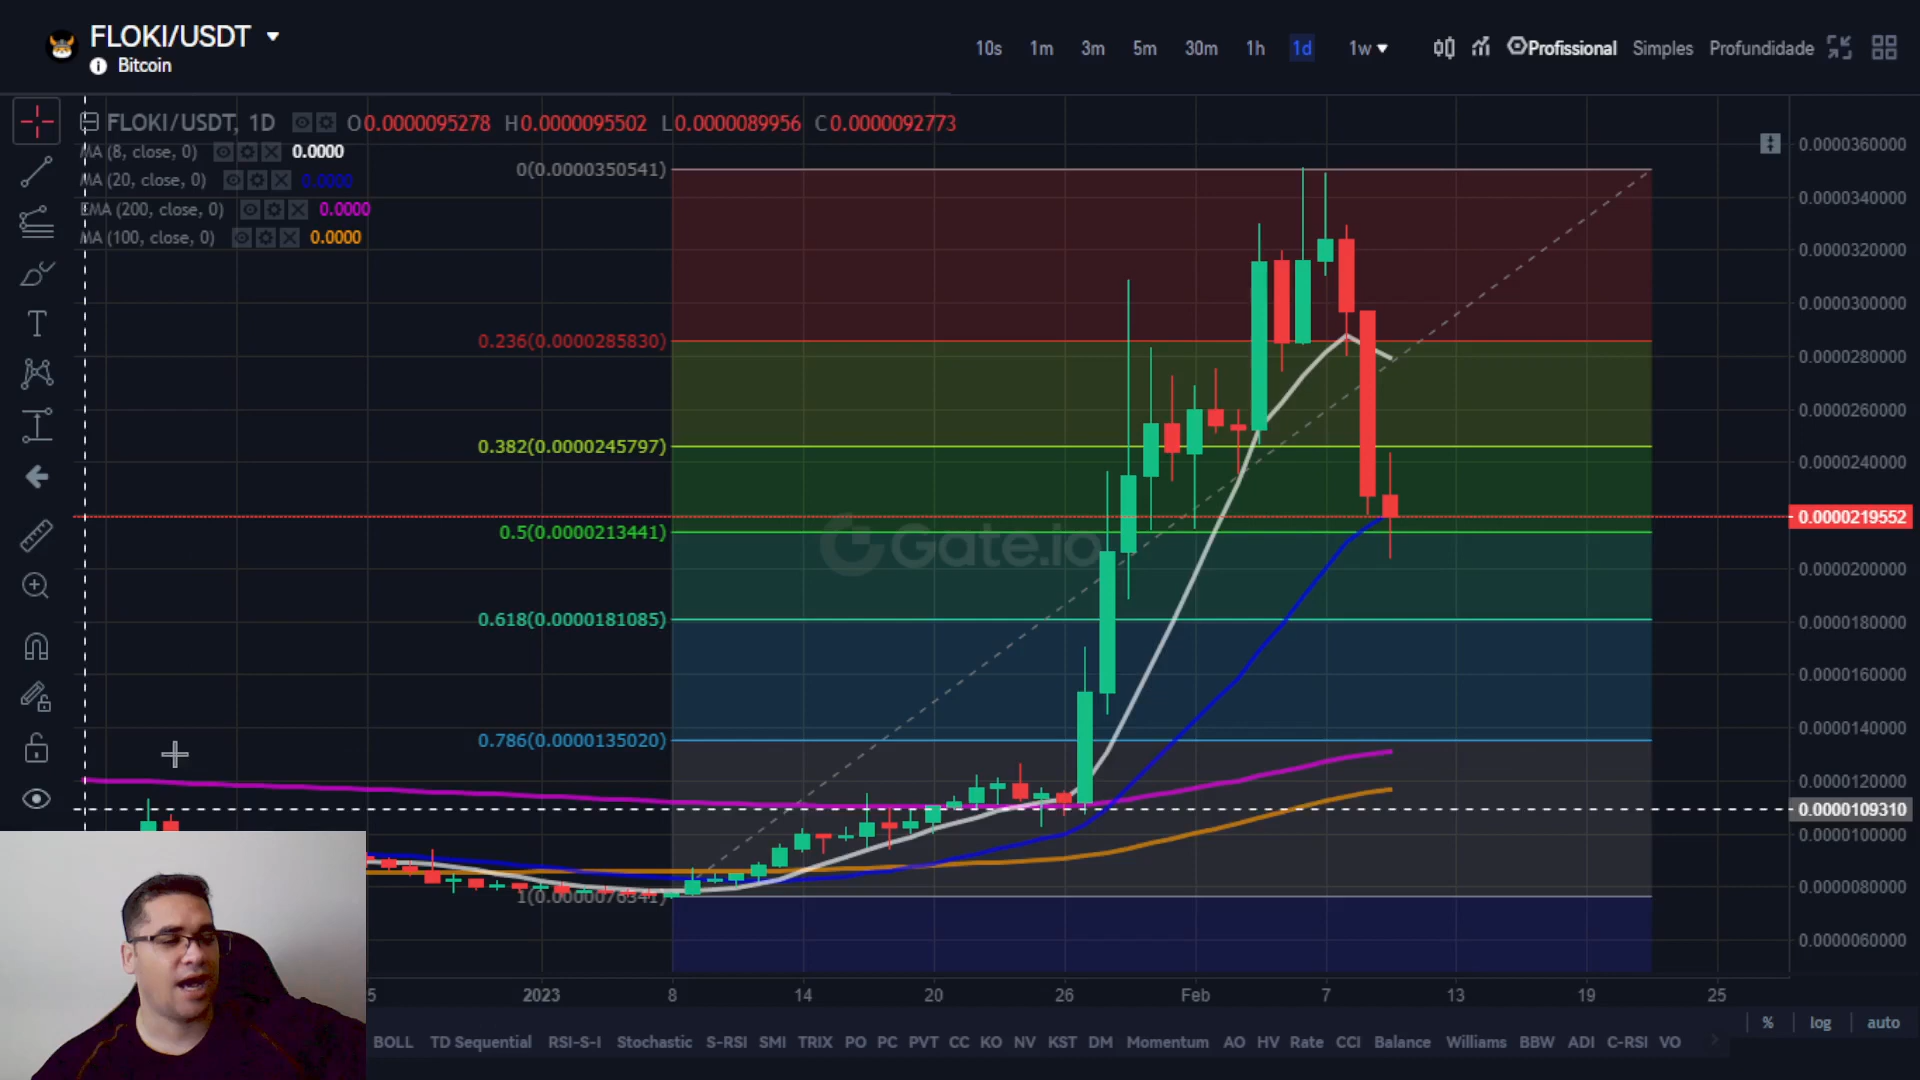 FLOKI/USDT
Bitcoin
10s 1m 3m 5m 30m 1h 1d 1w Profissional Simples Profundidade
FLOKI/USDT, 1D O0.0000095278 H0.0000095502 L0.0000089956 C0.0000092773
MA (8, close, 0) 0.0000
MA (20, close, 0) 0.0000
EMA (200, close, 0) 0.0000
MA (100, close, 0) 0.0000
0(0.0000350541)
0.236(0.0000285830)
0.382(0.0000245797)
0.5(0.0000213441)
0.618(0.0000181085)
0.786(0.0000135020)
1(0.0000076341)
Gate.io
0.0000360000
0.0000340000
0.0000320000
0.0000300000
0.0000280000
0.0000260000
0.0000240000
0.0000219552
0.0000200000
0.0000180000
0.0000160000
0.0000140000
0.0000120000
0.0000109310
0.0000100000
0.0000080000
0.0000060000
5 2023 8 14 20 26 Feb 7 13 19 25
% log auto
BOLL TD Sequential RSI-S-I Stochastic S-RSI SMI TRIX PO PC PVT CC KO NV KST DM Momentum AO HV Rate CCI Balance Williams BBW ADI C-RSI VO